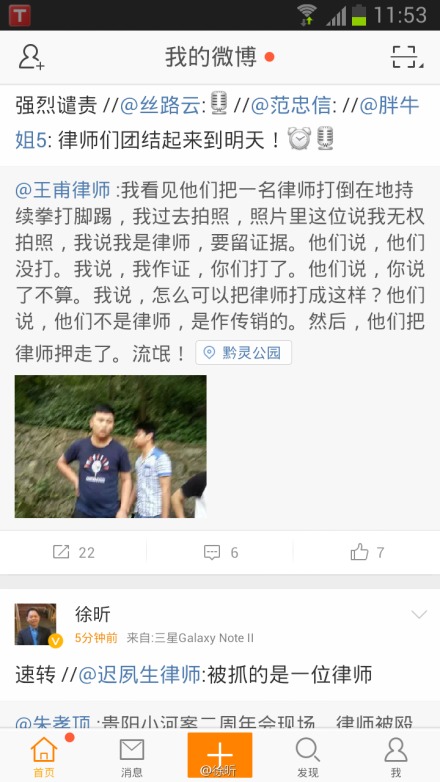 T
11:53
我的微博
强烈谴责 //@丝路云: //@范忠信: //@胖牛
姐5: 律师们团结起来到明天！
@王甫律师 :我看见他们把一名律师打倒在地持
续拳打脚踢，我过去拍照，照片里这位说我无权
拍照，我说我是律师，要留证据。他们说，他们
没打。我说，我作证，你们打了。他们说，你说
了不算。我说，怎么可以把律师打成这样？他们
说，他们不是律师，是作传销的。然后，他们把
律师押走了。流氓！ 黔灵公园
22 6 7
徐昕
5分钟前 来自:三星Galaxy Note II
速转 //@迟夙生律师:被抓的是一位律师
@朱孝顶 :贵阳小河案二周年会现场，律师被殴
首页 消息 @徐昕 发现 我